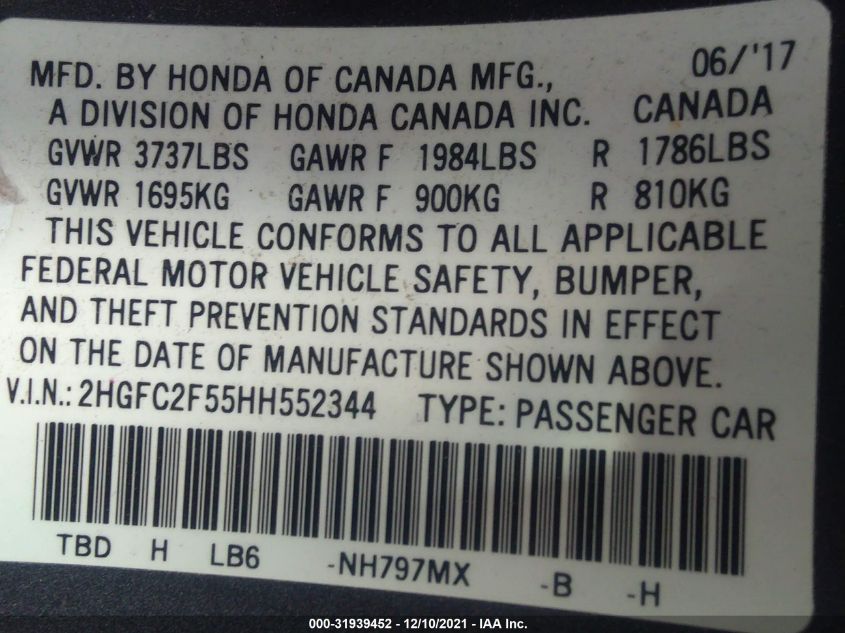 06/'17
MFD. BY HONDA OF CANADA MFG.,
A DIVISION OF HONDA CANADA INC. CANADA
GVWR 3737LBS GAWR F 1984LBS R 1786LBS
GVWR 1695KG GAWR F 900KG R 810KG
THIS VEHICLE CONFORMS TO ALL APPLICABLE
FEDERAL MOTOR VEHICLE SAFETY, BUMPER,
AND THEFT PREVENTION STANDARDS IN EFFECT
ON THE DATE OF MANUFACTURE SHOWN ABOVE.
V.I.N.: 2HGFC2F55HH552344 TYPE: PASSENGER CAR
TBD H LB6 -NH797MX -B -H
000-31939452 - 12/10/2021 - IAA Inc.